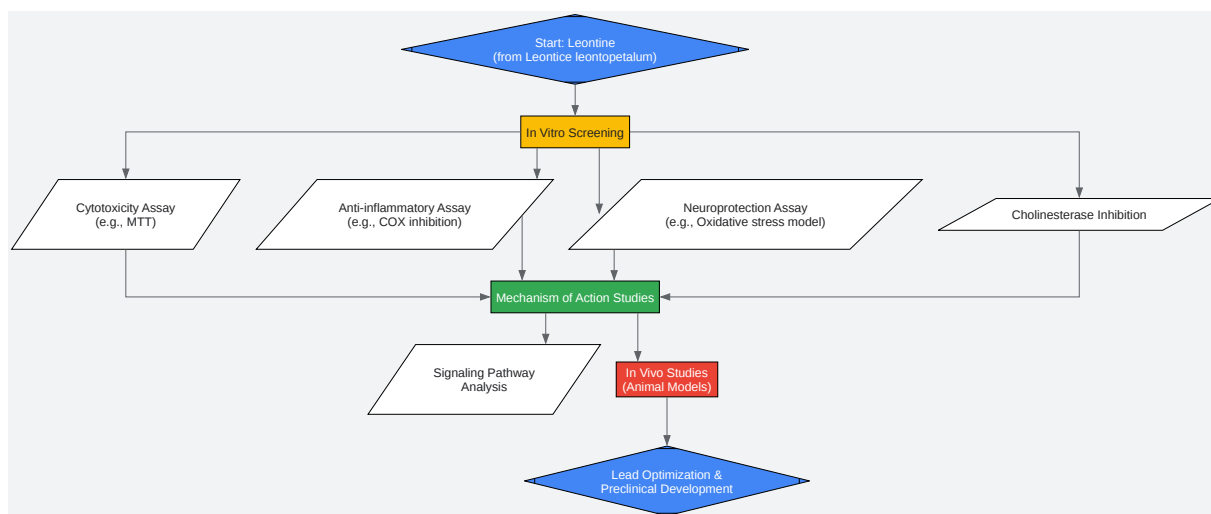 Start: Leontine
(from Leontice leontopetalum)
In Vitro Screening
Cytotoxicity Assay
(e.g., MTT)
Anti-inflammatory Assay
(e.g., COX inhibition)
Neuroprotection Assay
(e.g., Oxidative stress model)
Cholinesterase Inhibition
Mechanism of Action Studies
Signaling Pathway
Analysis
In Vivo Studies
(Animal Models)
Lead Optimization &
Preclinical Development